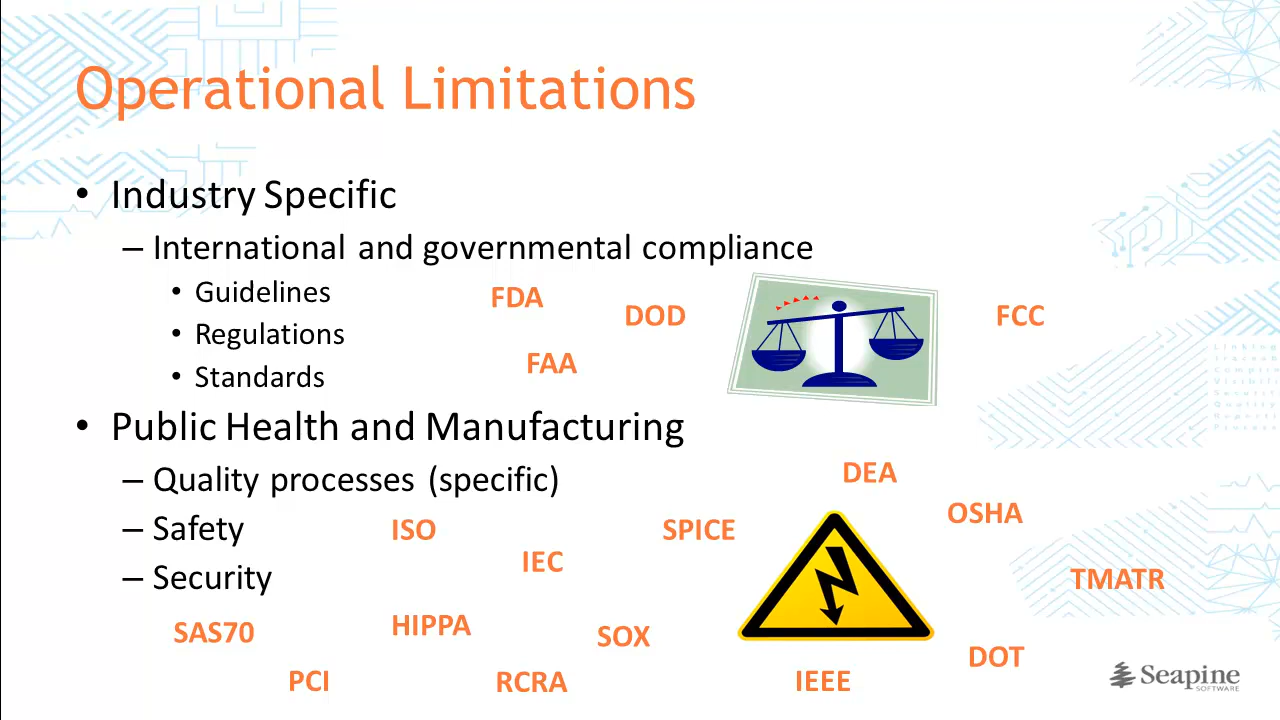 Operational Limitations
• Industry Specific
– International and governmental compliance
• Guidelines
FDA
DOD
FCC
• Regulations
FAA
• Standards
• Public Health and Manufacturing
– Quality processes (specific)
DEA
OSHA
– Safety
ISO
SPICE
IEC
– Security
TMATR
SAS70
HIPPA
SOX
DOT
PCI
RCRA
IEEE
Seapine
SOFTWARE